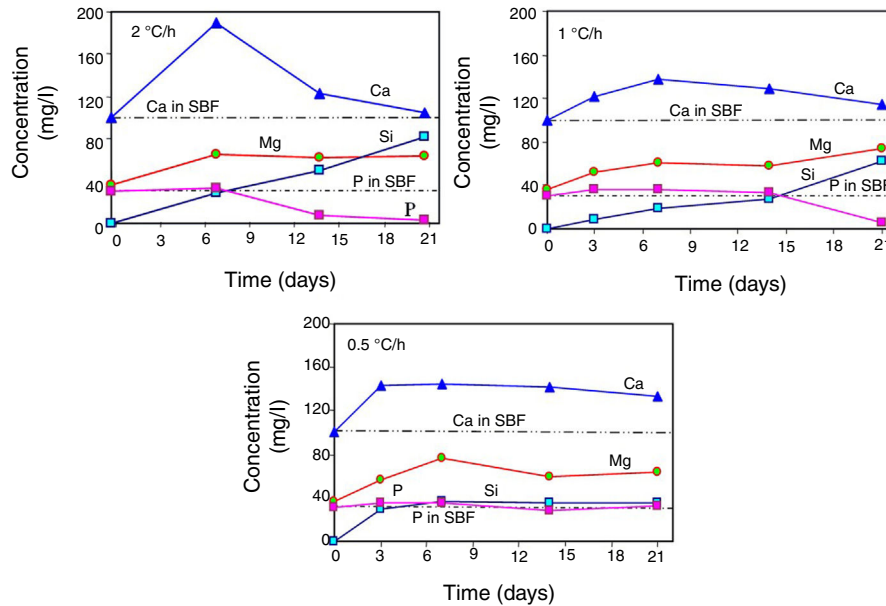 200
2 °C/h
160
Ca
120
Ca in SBF
Si
80
Mg
40
P in SBF
P
0
0 3 6 9 12 15 18 21
Time (days)
Concentration
(mg/l)
200
1 °C/h
160
120
Ca
Ca in SBF
80
Mg
Si
40
P in SBF
P
0
0 3 6 9 12 15 18 21
Time (days)
Concentration
(mg/l)
200
0.5 °C/h
160
Ca
120
Ca in SBF
80
Mg
P Si
40
P in SBF
0
0 3 6 9 12 15 18 21
Time (days)
Concentration
(mg/l)